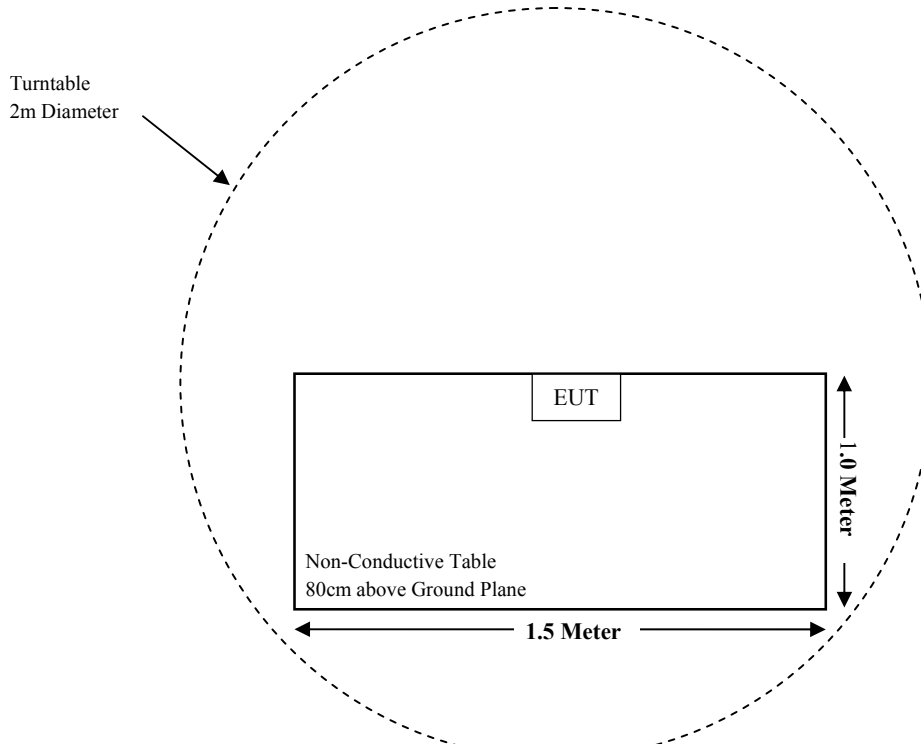 Turntable
2m Diameter
EUT
1.0 Meter
Non-Conductive Table
80cm above Ground Plane
1.5 Meter